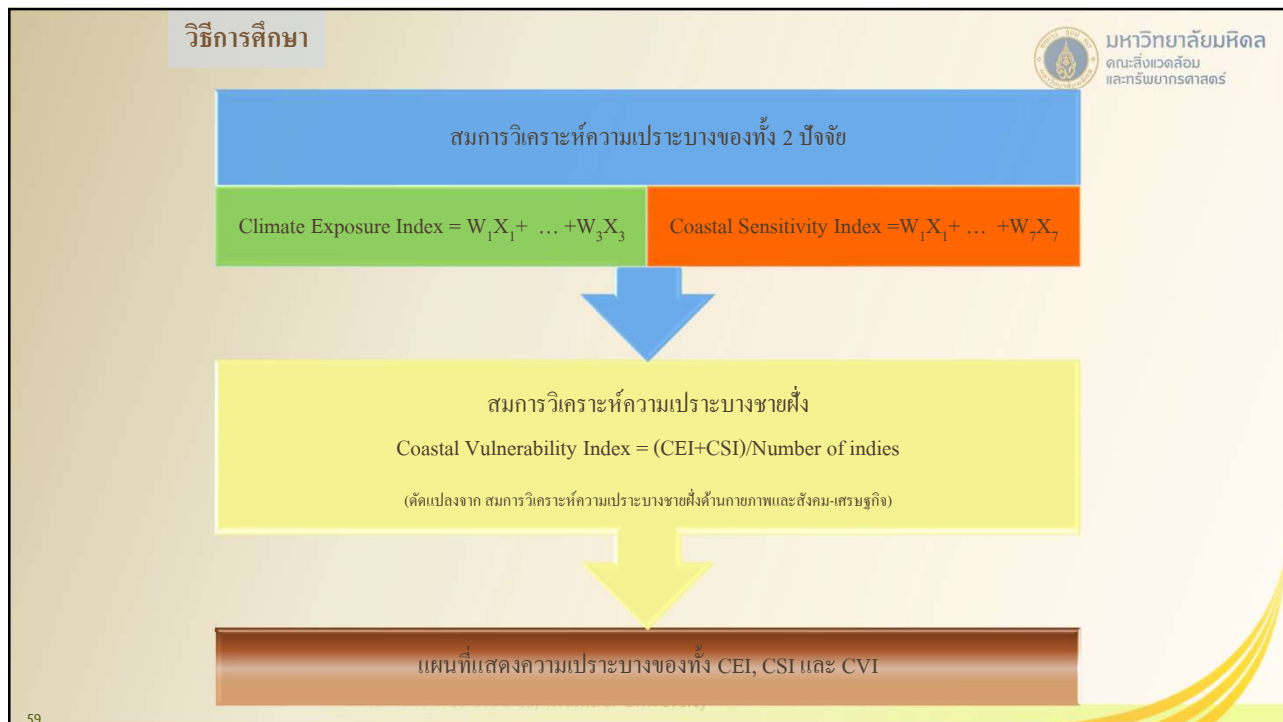 วิธีการศึกษา
มหาวิทยาลัยมหิดล
คณะสิ่งแวดล้อม
และทรัพยากรศาสตร์
สมการวิเคราะห์ความเปราะบางของทั้ง 2 ปัจจัย
Climate Exposure Index = W₁X₁+ … +W₃X₃
Coastal Sensitivity Index =W₁X₁+ … +W₇X₇
สมการวิเคราะห์ความเปราะบางชายฝั่ง
Coastal Vulnerability Index = (CEI+CSI)/Number of indies
(ดัดแปลงจาก สมการวิเคราะห์ความเปราะบางชายฝั่งด้านกายภาพและสังคม-เศรษฐกิจ)
แผนที่แสดงความเปราะบางของทั้ง CEI, CSI และ CVI
59